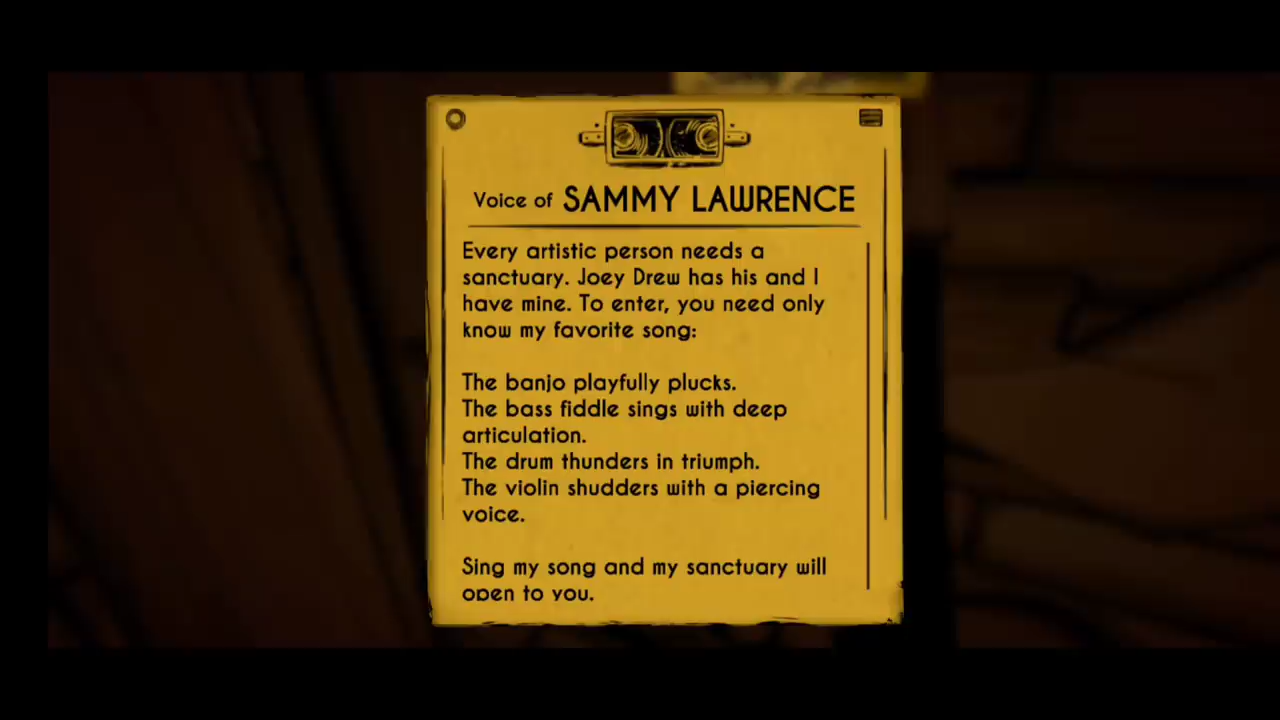 Voice of SAMMY LAWRENCE
Every artistic person needs a
sanctuary. Joey Drew has his and I
have mine. To enter, you need only
know my favorite song:
The banjo playfully plucks.
The bass fiddle sings with deep
articulation.
The drum thunders in triumph.
The violin shudders with a piercing
voice.
Sing my song and my sanctuary will
open to you.